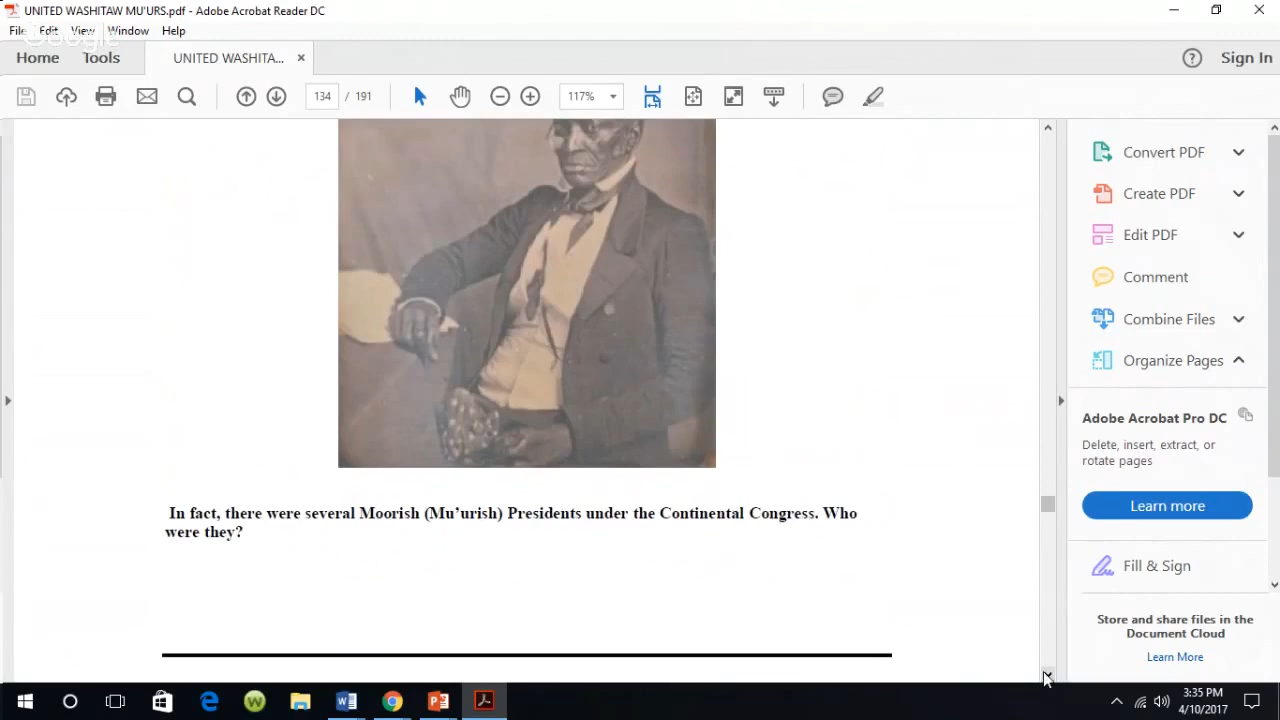 UNITED WASHITAW MU'URS.pdf - Adobe Acrobat Reader DC
File Edit View Window Help
Google
Home Tools UNITED WASHITA... × Sign In
134 / 191 117%
Convert PDF
Create PDF
Edit PDF
Comment
Combine Files
Organize Pages
Adobe Acrobat Pro DC
Delete, insert, extract, or
rotate pages
Learn more
Fill & Sign
Store and share files in the
Document Cloud
Learn More
In fact, there were several Moorish (Mu’urish) Presidents under the Continental Congress. Who
were they?
3:35 PM
4/10/2017